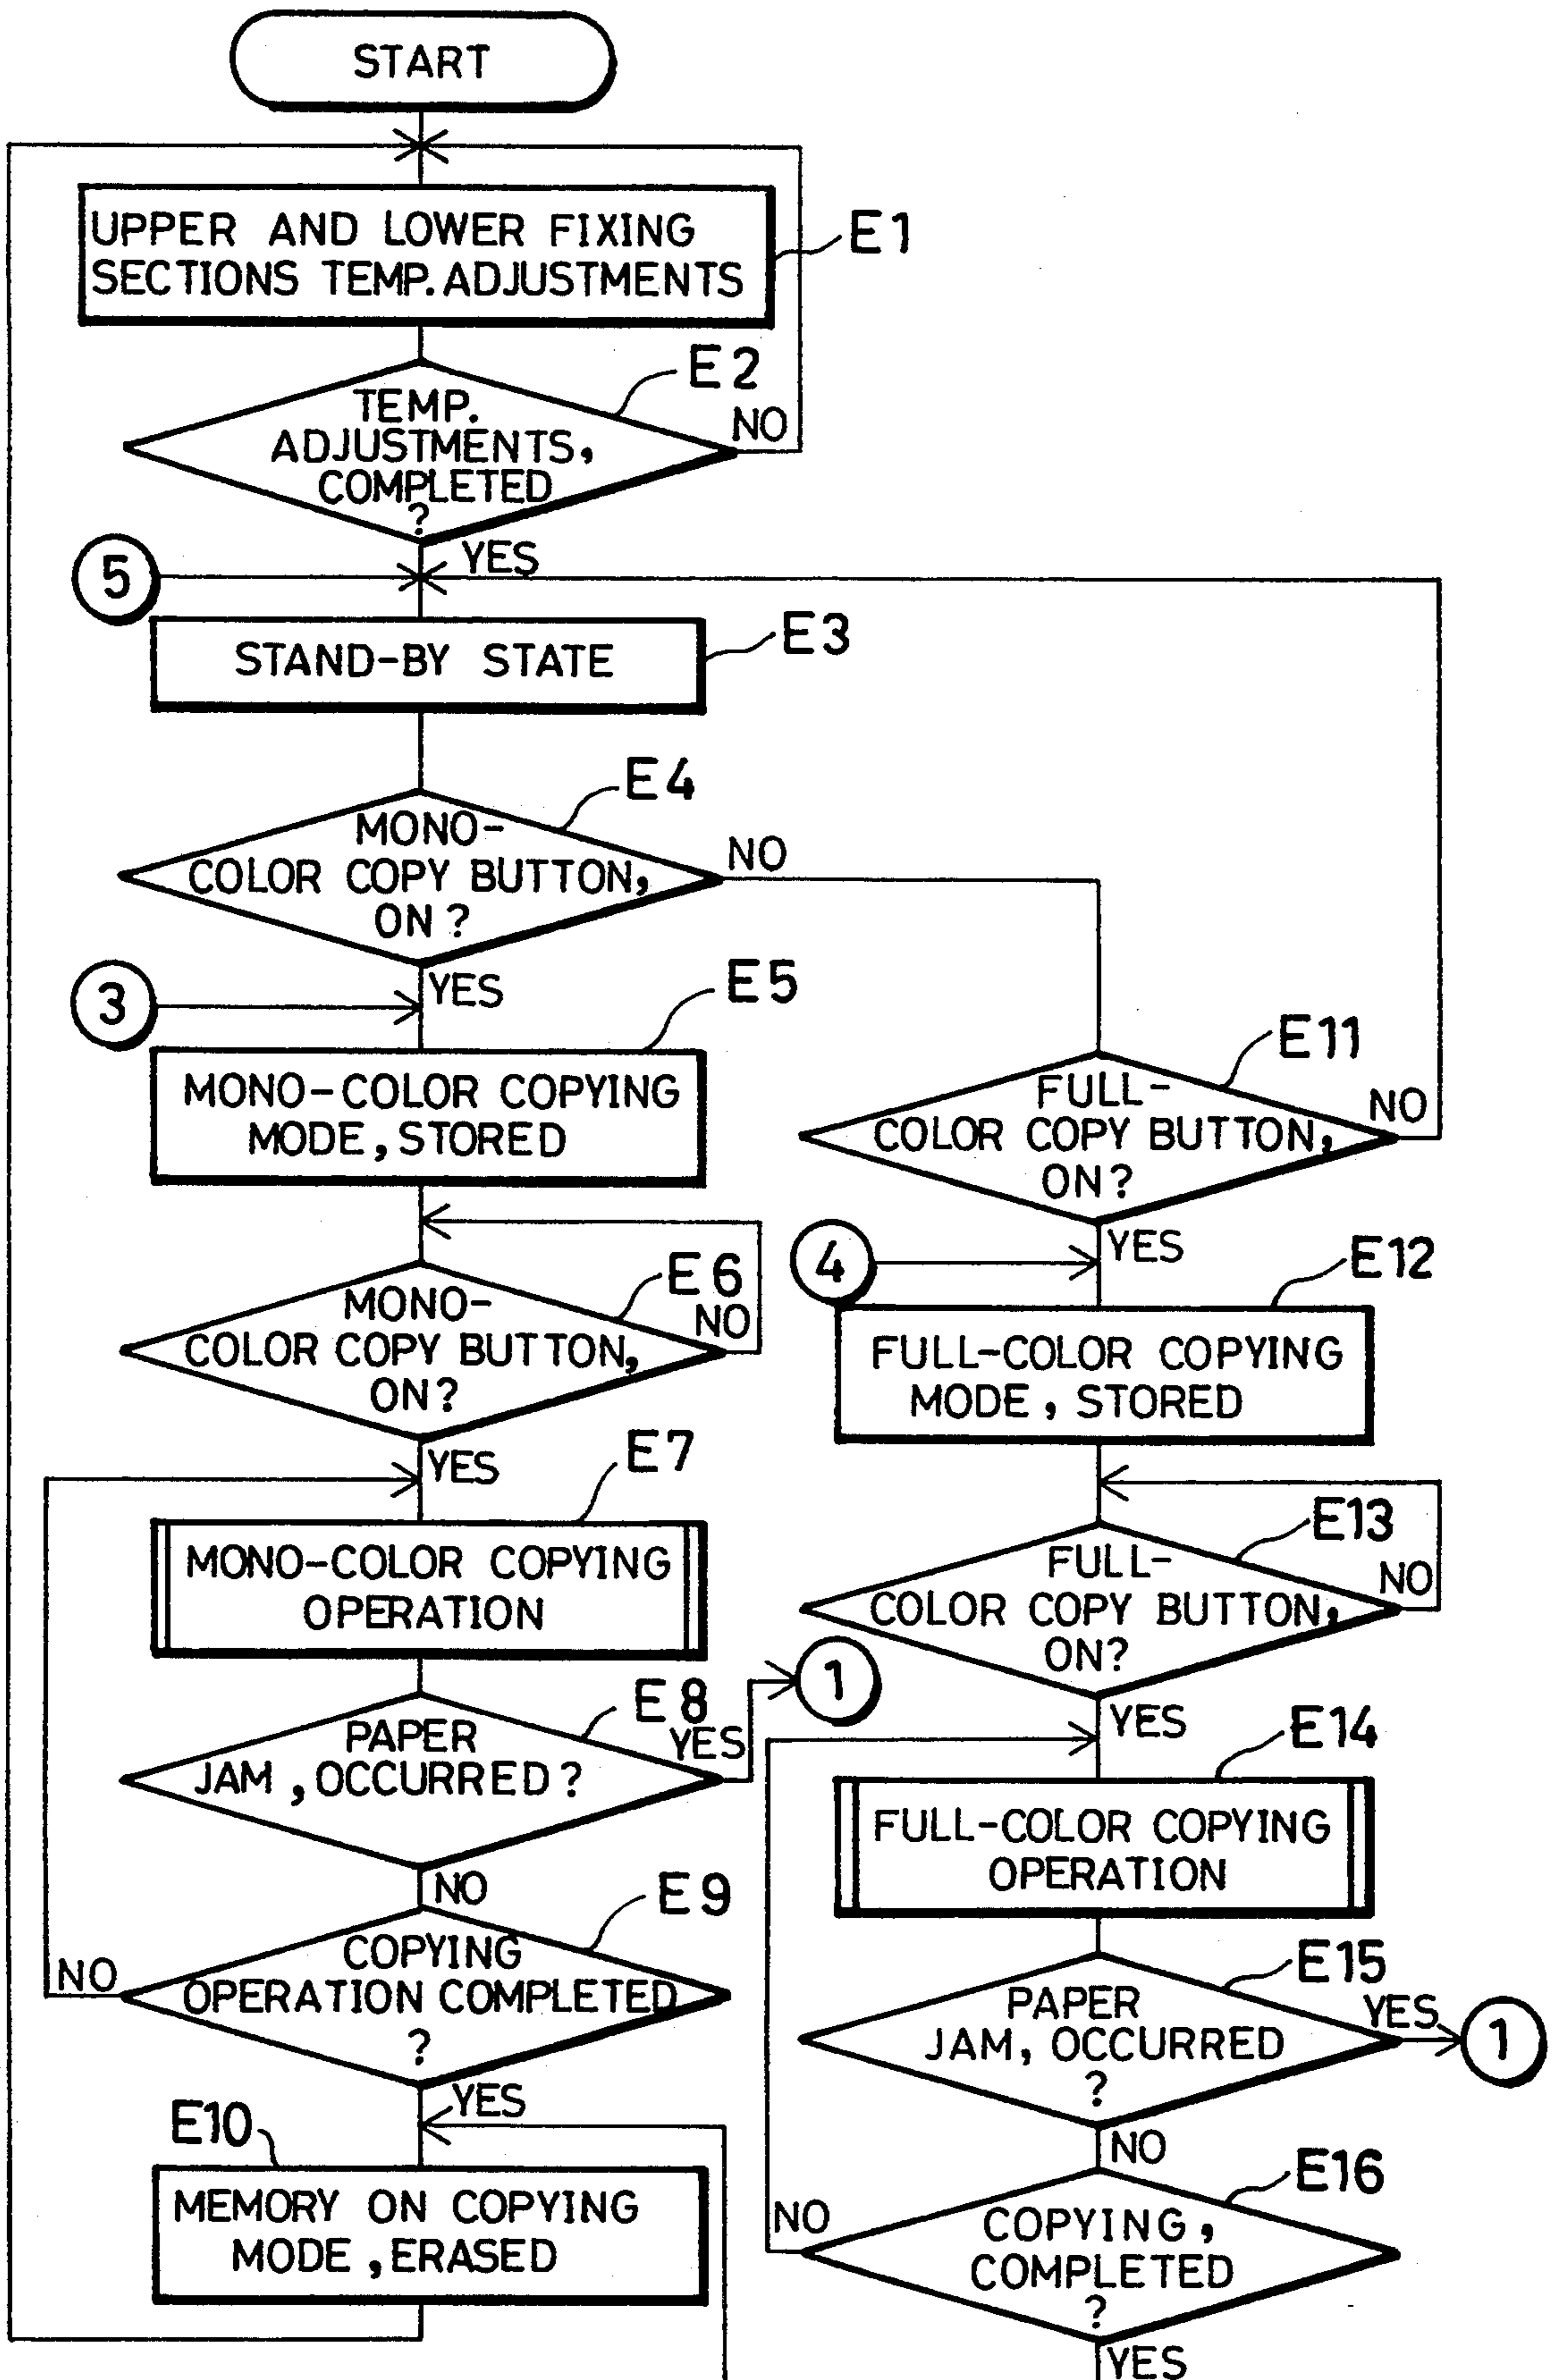 START
UPPER AND LOWER FIXING
SECTIONS TEMP. ADJUSTMENTS
E1
TEMP.
ADJUSTMENTS,
COMPLETED
?
E2
NO
YES
5
STAND-BY STATE
E3
MONO-
COLOR COPY BUTTON,
ON?
E4
NO
YES
3
MONO-COLOR COPYING
MODE, STORED
E5
MONO-
COLOR COPY BUTTON,
ON?
E6
NO
YES
MONO-COLOR COPYING
OPERATION
E7
PAPER
JAM, OCCURRED?
E8
YES
1
NO
COPYING
OPERATION COMPLETED
?
E9
NO
YES
E10
MEMORY ON COPYING
MODE, ERASED
FULL-
COLOR COPY BUTTON,
ON?
E11
NO
YES
4
FULL-COLOR COPYING
MODE, STORED
E12
FULL-
COLOR COPY BUTTON,
ON?
E13
NO
YES
FULL-COLOR COPYING
OPERATION
E14
PAPER
JAM, OCCURRED
?
E15
YES
1
NO
COPYING,
COMPLETED
?
E16
NO
YES